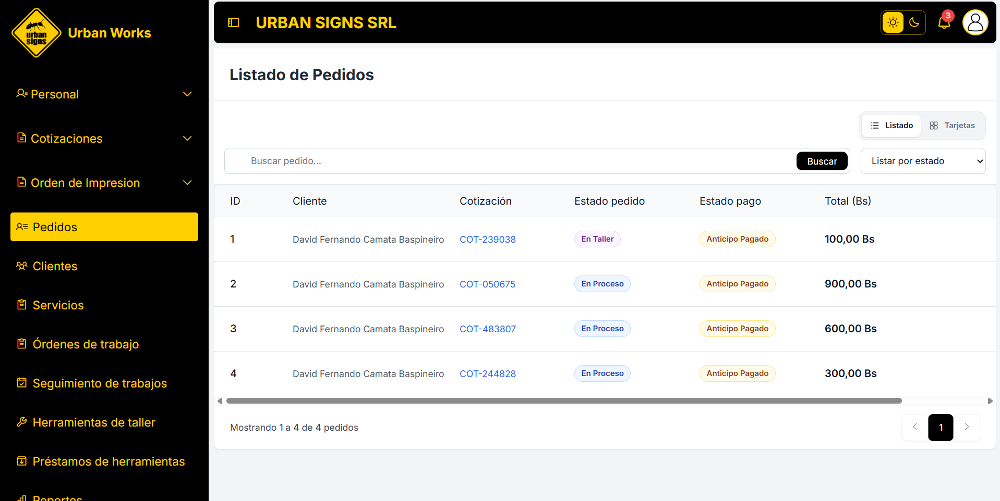 urban
signs
Urban Works
Personal
Cotizaciones
Orden de Impresion
Pedidos
Clientes
Servicios
Órdenes de trabajo
Seguimiento de trabajos
Herramientas de taller
Préstamos de herramientas
Reportes
URBAN SIGNS SRL
3
Listado de Pedidos
Listado Tarjetas
Buscar pedido... Buscar Listar por estado
ID Cliente Cotización Estado pedido Estado pago Total (Bs)
1 David Fernando Camata Baspineiro COT-239038 En Taller Anticipo Pagado 100,00 Bs
2 David Fernando Camata Baspineiro COT-050675 En Proceso Anticipo Pagado 900,00 Bs
3 David Fernando Camata Baspineiro COT-483807 En Proceso Anticipo Pagado 600,00 Bs
4 David Fernando Camata Baspineiro COT-244828 En Proceso Anticipo Pagado 300,00 Bs
Mostrando 1 a 4 de 4 pedidos
1